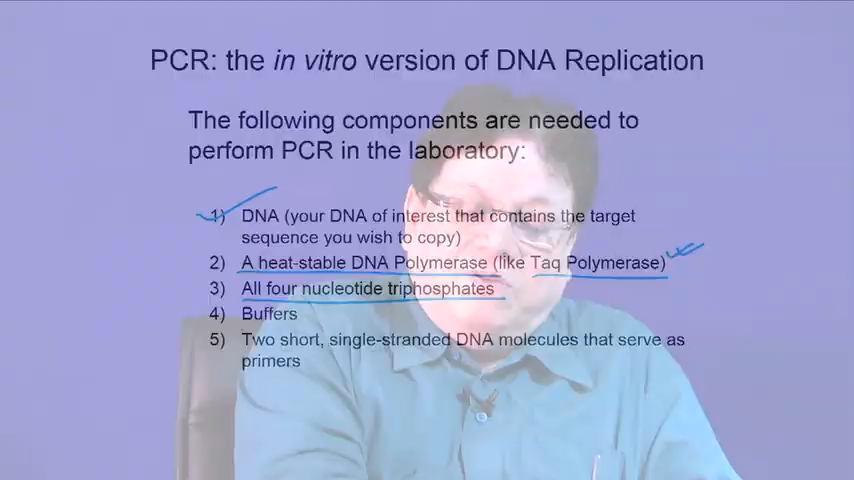 PCR: the in vitro version of DNA Replication
The following components are needed to
perform PCR in the laboratory:
1) DNA (your DNA of interest that contains the target
sequence you wish to copy)
2) A heat-stable DNA Polymerase (like Taq Polymerase)
3) All four nucleotide triphosphates
4) Buffers
5) Two short, single-stranded DNA molecules that serve as
primers